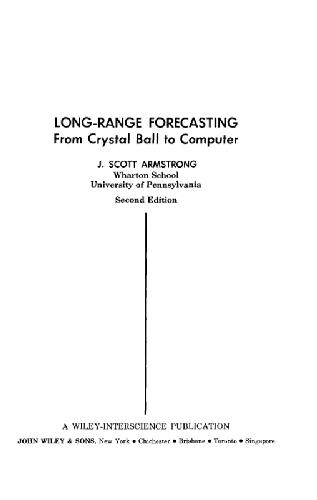 LONG-RANGE FORECASTING
From Crystal Ball to Computer
J. SCOTT ARMSTRONG
Wharton School
University of Pennsylvania
Second Edition
A WILEY-INTERSCIENCE PUBLICATION
JOHN WILEY & SONS, New York • Chichester • Brisbane • Toronto • Singapore